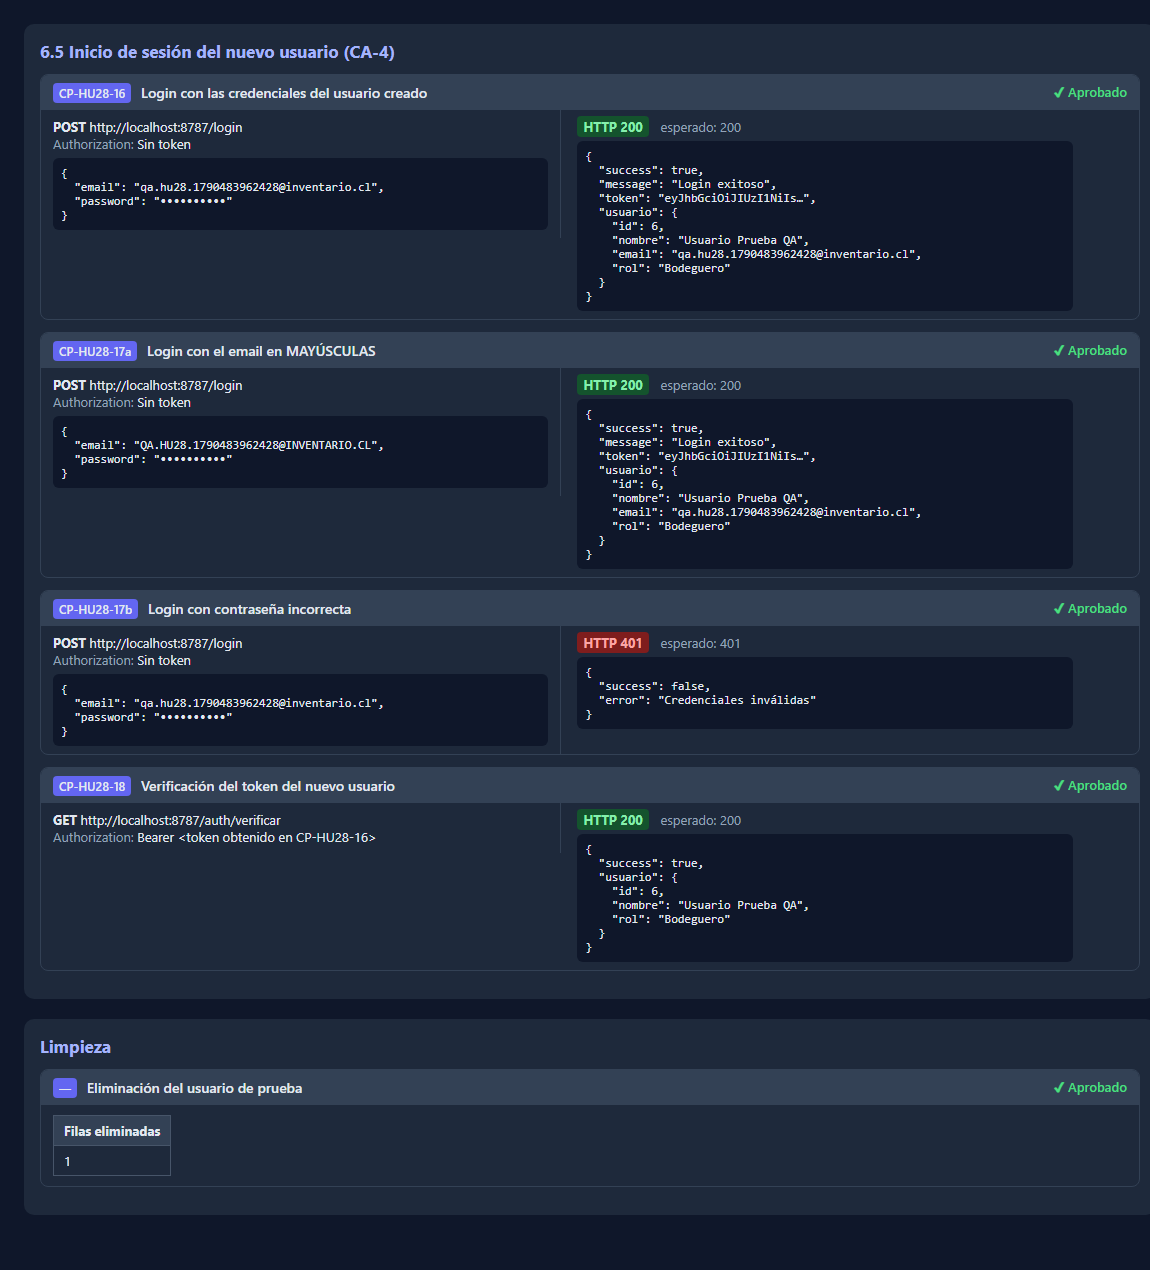 6.5 Inicio de sesión del nuevo usuario (CA-4)
CP-HU28-16 Login con las credenciales del usuario creado ✔ Aprobado
POST http://localhost:8787/login
Authorization: Sin token
{
  "email": "qa.hu28.1790483962428@inventario.cl",
  "password": "••••••••••"
}
HTTP 200 esperado: 200
{
  "success": true,
  "message": "Login exitoso",
  "token": "eyJhbGciOiJIUzI1NiIs…",
  "usuario": {
    "id": 6,
    "nombre": "Usuario Prueba QA",
    "email": "qa.hu28.1790483962428@inventario.cl",
    "rol": "Bodeguero"
  }
}
CP-HU28-17a Login con el email en MAYÚSCULAS ✔ Aprobado
POST http://localhost:8787/login
Authorization: Sin token
{
  "email": "QA.HU28.1790483962428@INVENTARIO.CL",
  "password": "••••••••••"
}
HTTP 200 esperado: 200
{
  "success": true,
  "message": "Login exitoso",
  "token": "eyJhbGciOiJIUzI1NiIs…",
  "usuario": {
    "id": 6,
    "nombre": "Usuario Prueba QA",
    "email": "qa.hu28.1790483962428@inventario.cl",
    "rol": "Bodeguero"
  }
}
CP-HU28-17b Login con contraseña incorrecta ✔ Aprobado
POST http://localhost:8787/login
Authorization: Sin token
{
  "email": "qa.hu28.1790483962428@inventario.cl",
  "password": "••••••••••"
}
HTTP 401 esperado: 401
{
  "success": false,
  "error": "Credenciales inválidas"
}
CP-HU28-18 Verificación del token del nuevo usuario ✔ Aprobado
GET http://localhost:8787/auth/verificar
Authorization: Bearer <token obtenido en CP-HU28-16>
HTTP 200 esperado: 200
{
  "success": true,
  "usuario": {
    "id": 6,
    "nombre": "Usuario Prueba QA",
    "rol": "Bodeguero"
  }
}
Limpieza
— Eliminación del usuario de prueba ✔ Aprobado
Filas eliminadas
1